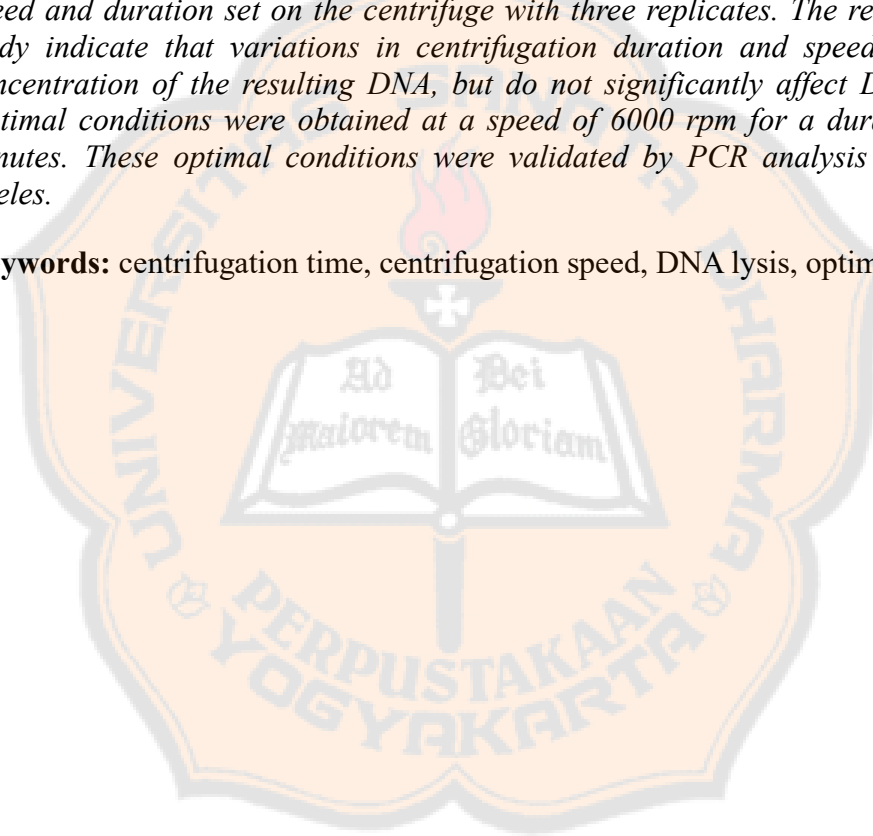 eed and duration set on the centrifuge with three replicates. The re
dy indicate that variations in centrifugation duration and speed
ncentration of the resulting DNA, but do not significantly affect D
timal conditions were obtained at a speed of 6000 rpm for a dura
nutes. These optimal conditions were validated by PCR analysis
eles.
ywords: centrifugation time, centrifugation speed, DNA lysis, optim
UNIVERSITAS SANATA DHARMA
Ad Dei
Maiorem Gloriam
PERPUSTAKAAN
YOGYAKARTA